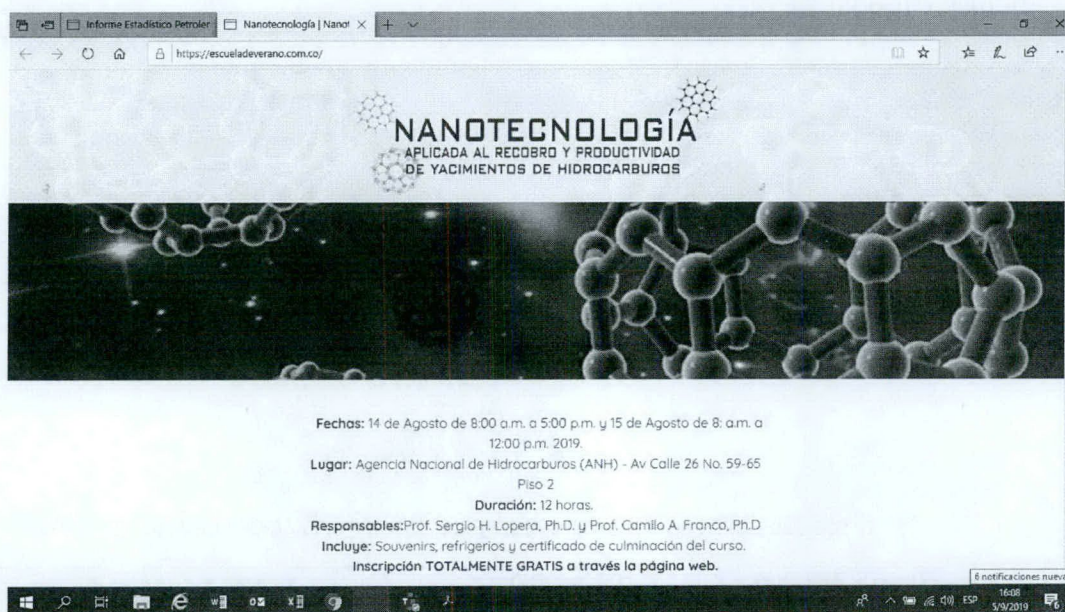 Informe Estadístico Petroler
Nanotecnología | Nanot
https://escueladeverano.com.co/
NANOTECNOLOGÍA
APLICADA AL RECOBRO Y PRODUCTIVIDAD
DE YACIMIENTOS DE HIDROCARBUROS
Fechas: 14 de Agosto de 8:00 a.m. a 5:00 p.m. y 15 de Agosto de 8: a.m. a
12:00 p.m. 2019.
Lugar: Agencia Nacional de Hidrocarburos (ANH) - Av Calle 26 No. 59-65
Piso 2
Duración: 12 horas.
Responsables:Prof. Sergio H. Lopera, Ph.D. y Prof. Camilo A. Franco, Ph.D
Incluye: Souvenirs, refrigerios y certificado de culminación del curso.
Inscripción TOTALMENTE GRATIS a través la página web.
6 notificaciones nueva
ESP
16:08
5/9/2019